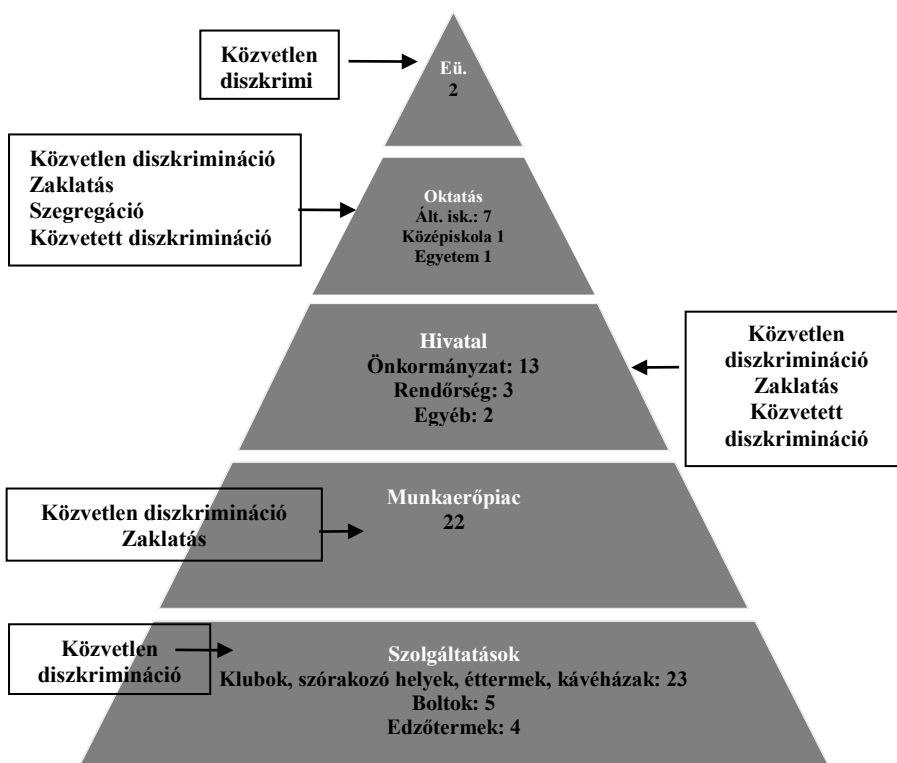 Közvetlen
diszkrimi
Eü.
2
Közvetlen diszkrimináció
Zaklatás
Szegregáció
Közvetett diszkrimináció
Oktatás
Ált. isk.: 7
Középiskola 1
Egyetem 1
Hivatal
Önkormányzat: 13
Rendőrség: 3
Egyéb: 2
Közvetlen
diszkrimináció
Zaklatás
Közvetett
diszkrimináció
Közvetlen diszkrimináció
Zaklatás
Munkaerőpiac
22
Közvetlen
diszkrimináció
Szolgáltatások
Klubok, szórakozó helyek, éttermek, kávéházak: 23
Boltok: 5
Edzőtermek: 4